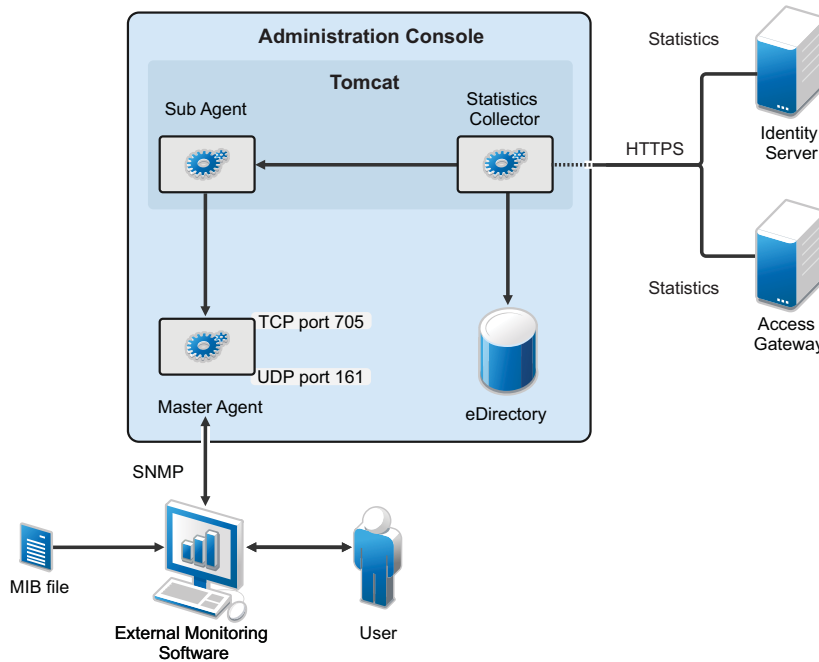 Administration Console
Tomcat
Sub Agent
Statistics
Collector
Statistics
Identity
Server
HTTPS
Statistics
Access
Gateway
TCP port 705
UDP port 161
Master Agent
eDirectory
SNMP
MIB file
External Monitoring
Software
User